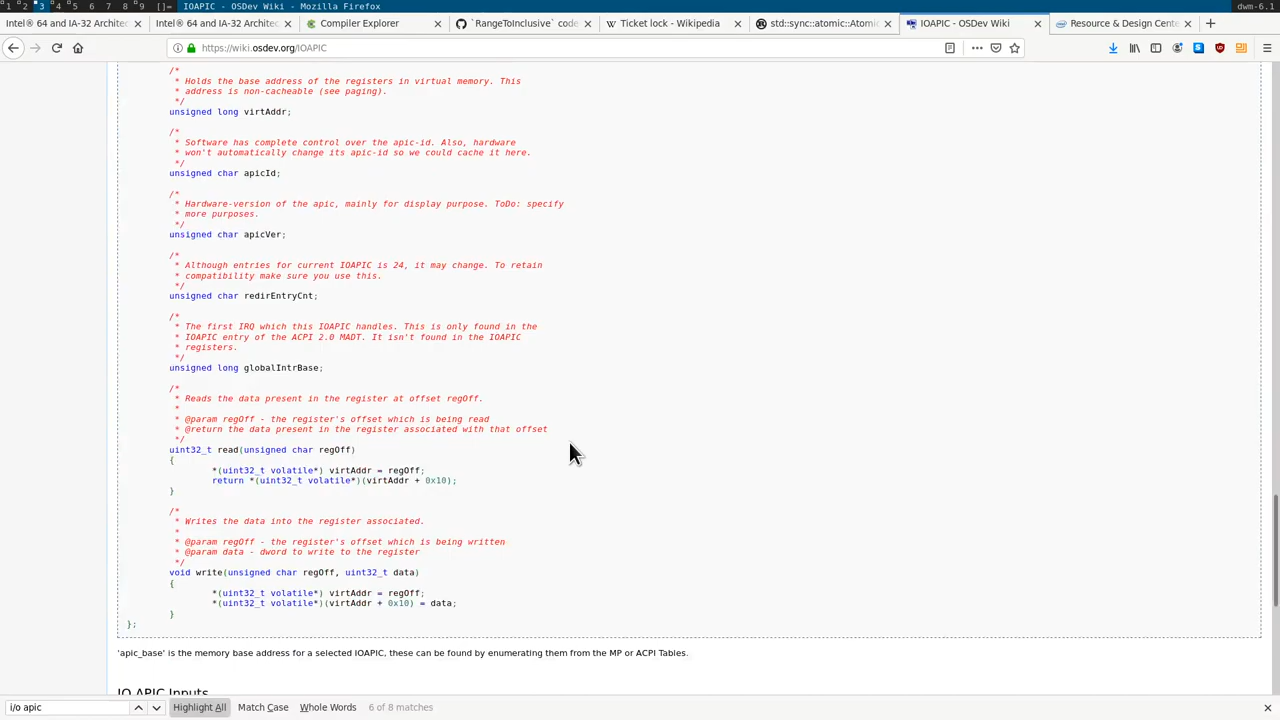 1 2 3 4 5 6 7 8 9 []= IOAPIC - OSDev Wiki - Mozilla Firefox dwm-6.1
Intel® 64 and IA-32 Architec Intel® 64 and IA-32 Architec Compiler Explorer `RangeToInclusive` code Ticket lock - Wikipedia std::sync::atomic::Atomic IOAPIC - OSDev Wiki Resource & Design Cente
https://wiki.osdev.org/IOAPIC
/*
* Holds the base address of the registers in virtual memory. This
* address is non-cacheable (see paging).
*/
unsigned long virtAddr;
/*
* Software has complete control over the apic-id. Also, hardware
* won't automatically change its apic-id so we could cache it here.
*/
unsigned char apicId;
/*
* Hardware-version of the apic, mainly for display purpose. ToDo: specify
* more purposes.
*/
unsigned char apicVer;
/*
* Although entries for current IOAPIC is 24, it may change. To retain
* compatibility make sure you use this.
*/
unsigned char redirEntryCnt;
/*
* The first IRQ which this IOAPIC handles. This is only found in the
* IOAPIC entry of the ACPI 2.0 MADT. It isn't found in the IOAPIC
* registers.
*/
unsigned long globalIntrBase;
/*
* Reads the data present in the register at offset regOff.
*
* @param regOff - the register's offset which is being read
* @return the data present in the register associated with that offset
*/
uint32_t read(unsigned char regOff)
{
*(uint32_t volatile*) virtAddr = regOff;
return *(uint32_t volatile*)(virtAddr + 0x10);
}
/*
* Writes the data into the register associated.
*
* @param regOff - the register's offset which is being written
* @param data - dword to write to the register
*/
void write(unsigned char regOff, uint32_t data)
{
*(uint32_t volatile*) virtAddr = regOff;
*(uint32_t volatile*)(virtAddr + 0x10) = data;
}
};
'apic_base' is the memory base address for a selected IOAPIC, these can be found by enumerating them from the MP or ACPI Tables.
IO APIC Inputs
i/o apic Highlight All Match Case Whole Words 6 of 8 matches